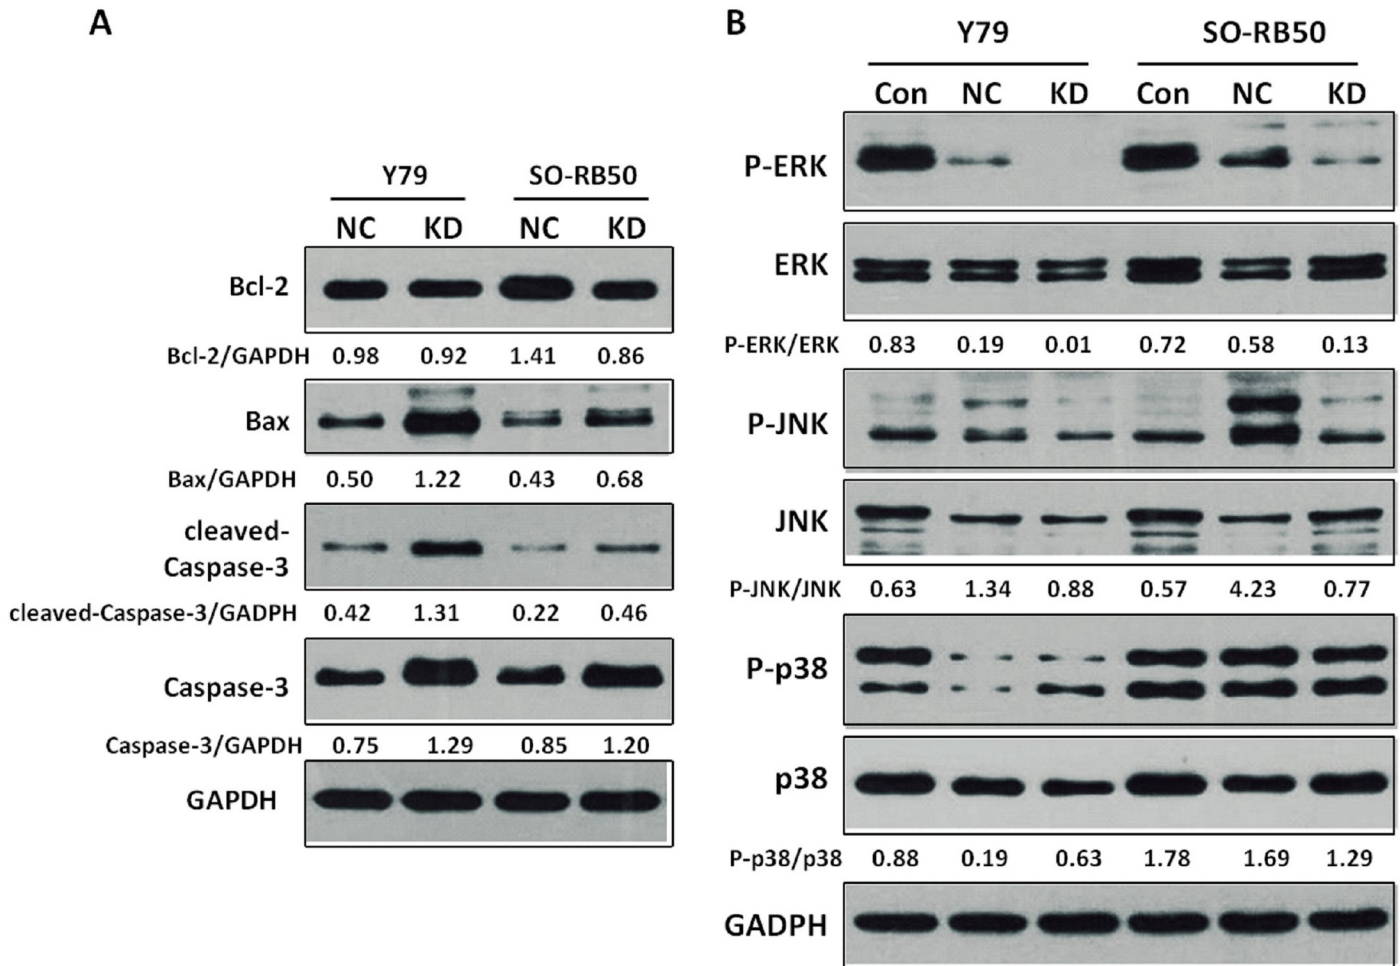 A
Y79 SO-RB50
NC KD NC KD
Bcl-2
Bcl-2/GAPDH 0.98 0.92 1.41 0.86
Bax
Bax/GAPDH 0.50 1.22 0.43 0.68
cleaved-
Caspase-3
cleaved-Caspase-3/GADPH 0.42 1.31 0.22 0.46
Caspase-3
Caspase-3/GAPDH 0.75 1.29 0.85 1.20
GAPDH
B
Y79 SO-RB50
Con NC KD Con NC KD
P-ERK
ERK
P-ERK/ERK 0.83 0.19 0.01 0.72 0.58 0.13
P-JNK
JNK
P-JNK/JNK 0.63 1.34 0.88 0.57 4.23 0.77
P-p38
p38
P-p38/p38 0.88 0.19 0.63 1.78 1.69 1.29
GADPH